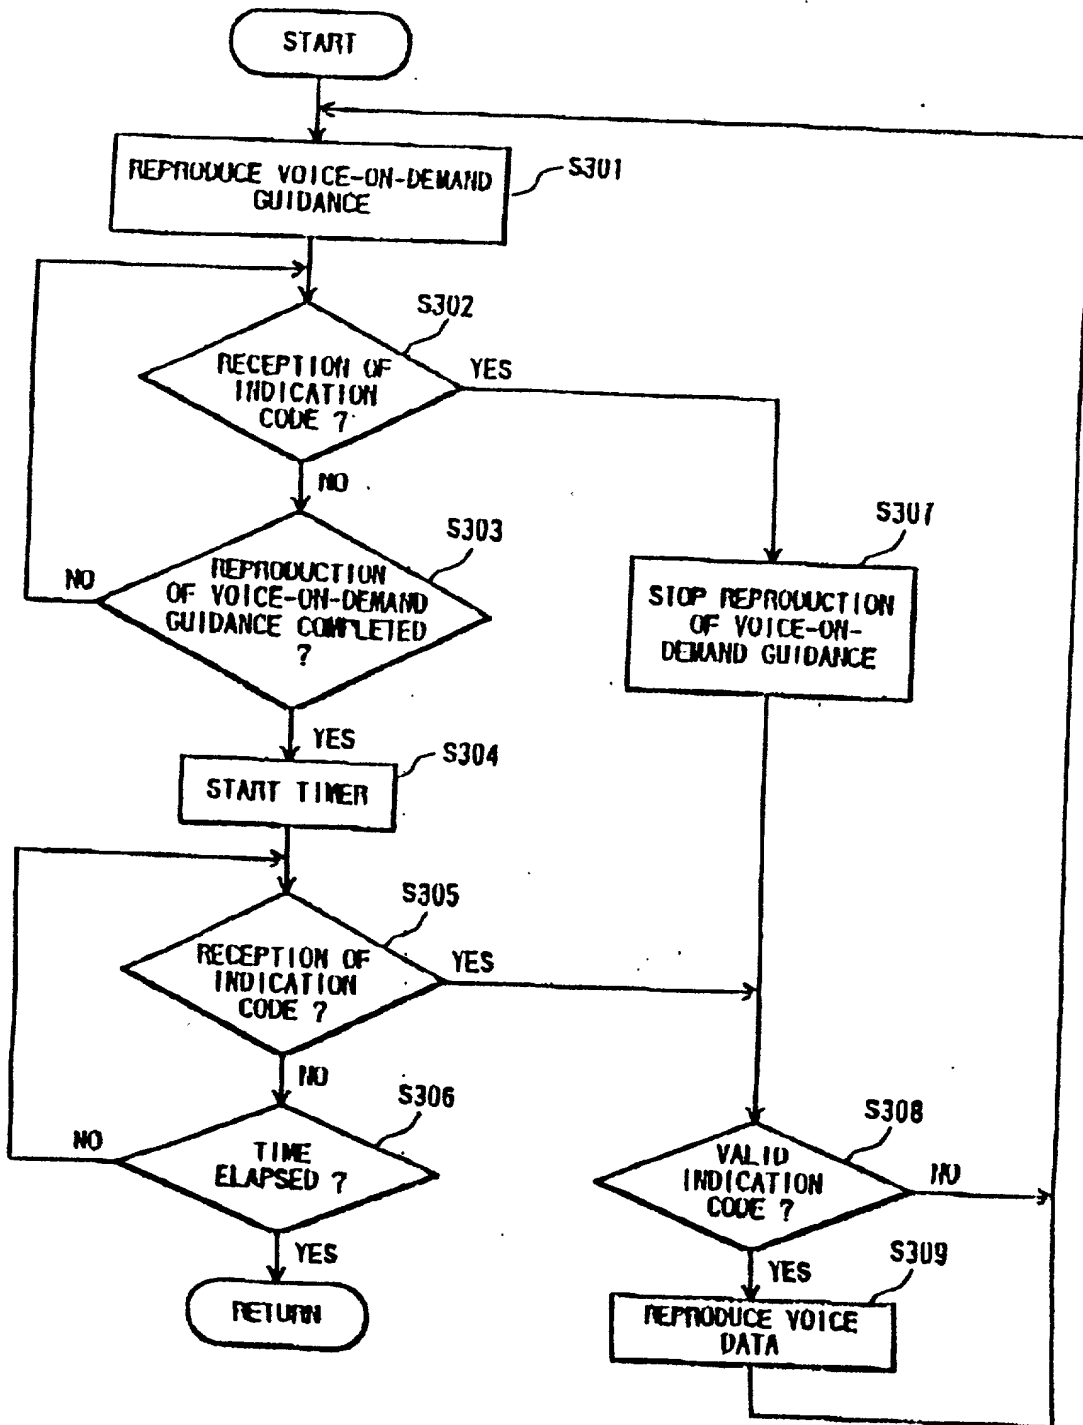 START
REPRODUCE VOICE-ON-DEMAND
GUIDANCE
S301
S302
RECEPTION OF
INDICATION
CODE ?
YES
NO
S303
REPRODUCTION
OF VOICE-ON-DEMAND
GUIDANCE COMPLETED
?
NO
YES
S307
STOP REPRODUCTION
OF VOICE-ON-
DEMAND GUIDANCE
S304
START TIMER
S305
RECEPTION OF
INDICATION
CODE ?
YES
NO
S306
TIME
ELAPSED ?
NO
YES
RETURN
S308
VALID
INDICATION
CODE ?
NO
YES
S309
REPRODUCE VOICE
DATA